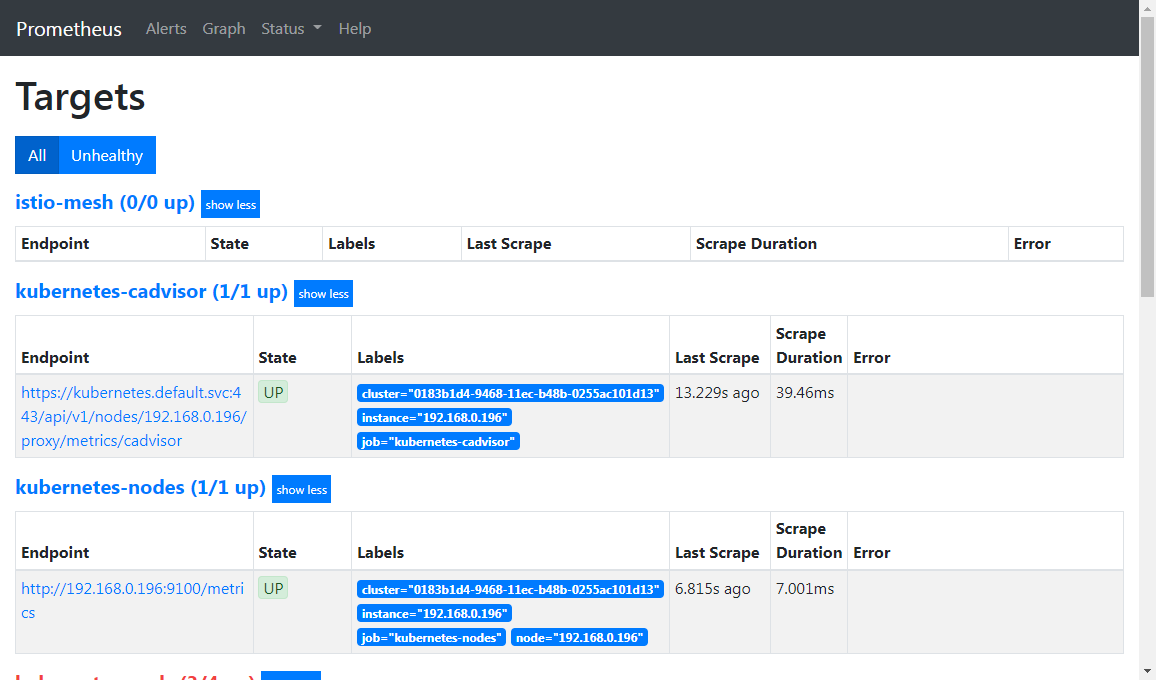 Prometheus Alerts Graph Status Help
Targets
All Unhealthy
istio-mesh (0/0 up) show less
Endpoint State Labels Last Scrape Scrape Duration Error
kubernetes-cadvisor (1/1 up) show less
Endpoint State Labels Last Scrape Scrape Duration Error
https://kubernetes.default.svc:4 UP cluster="0183b1d4-9468-11ec-b48b-0255ac101d13" 13.229s ago 39.46ms
43/api/v1/nodes/192.168.0.196/ instance="192.168.0.196"
proxy/metrics/cadvisor job="kubernetes-cadvisor"
kubernetes-nodes (1/1 up) show less
Endpoint State Labels Last Scrape Scrape Duration Error
http://192.168.0.196:9100/metri UP cluster="0183b1d4-9468-11ec-b48b-0255ac101d13" 6.815s ago 7.001ms
cs instance="192.168.0.196"
job="kubernetes-nodes" node="192.168.0.196"